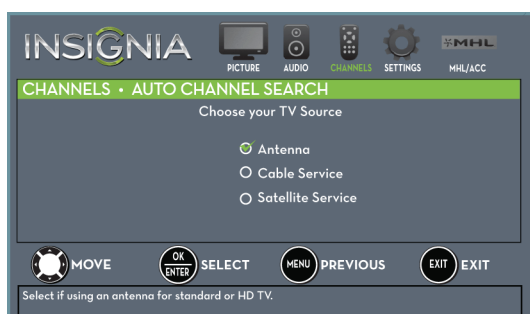 INSIGNIA
MHL
PICTURE AUDIO CHANNELS SETTINGS MHL/ACC
CHANNELS • AUTO CHANNEL SEARCH
Choose your TV Source
Antenna
Cable Service
Satellite Service
MOVE OK ENTER SELECT MENU PREVIOUS EXIT EXIT
Select if using an antenna for standard or HD TV.